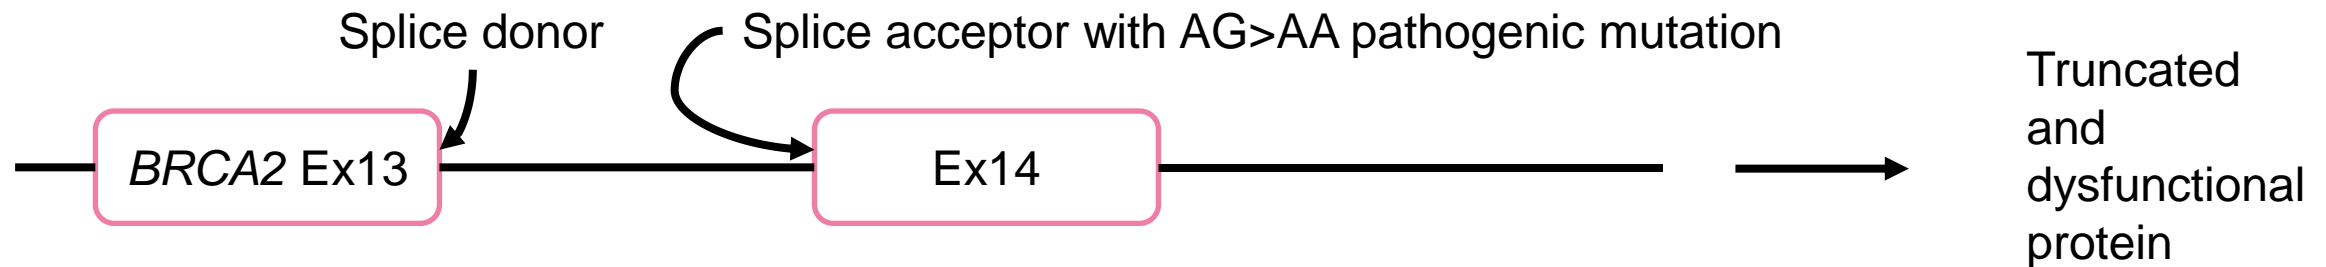 Splice donor
Splice acceptor with AG>AA pathogenic mutation
BRCA2 Ex13
Ex14
Truncated
and
dysfunctional
protein